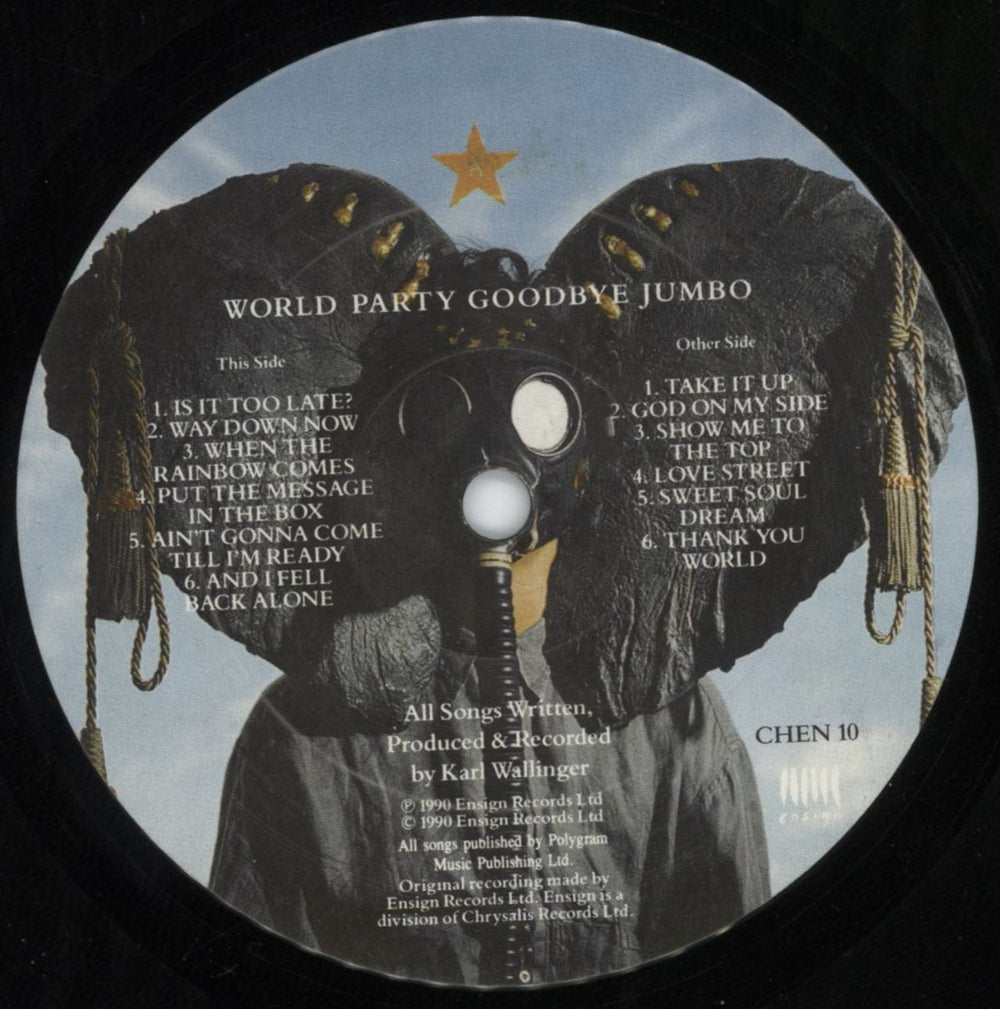 A
WORLD PARTY GOODBYE JUMBO
This Side
1. IS IT TOO LATE?
2. WAY DOWN NOW
3. WHEN THE
RAINBOW COMES
4. PUT THE MESSAGE
IN THE BOX
5. AIN'T GONNA COME
TILL I'M READY
6. AND I FELL
BACK ALONE
Other Side
1. TAKE IT UP
2. GOD ON MY SIDE
3. SHOW ME TO
THE TOP
4. LOVE STREET
5. SWEET SOUL
DREAM
6. THANK YOU
WORLD
All Songs Written,
Produced & Recorded
by Karl Wallinger
℗ 1990 Ensign Records Ltd
© 1990 Ensign Records Ltd
All songs published by Polygram
Music Publishing Ltd.
Original recording made by
Ensign Records Ltd. Ensign is a
division of Chrysalis Records Ltd.
CHEN 10
ensign